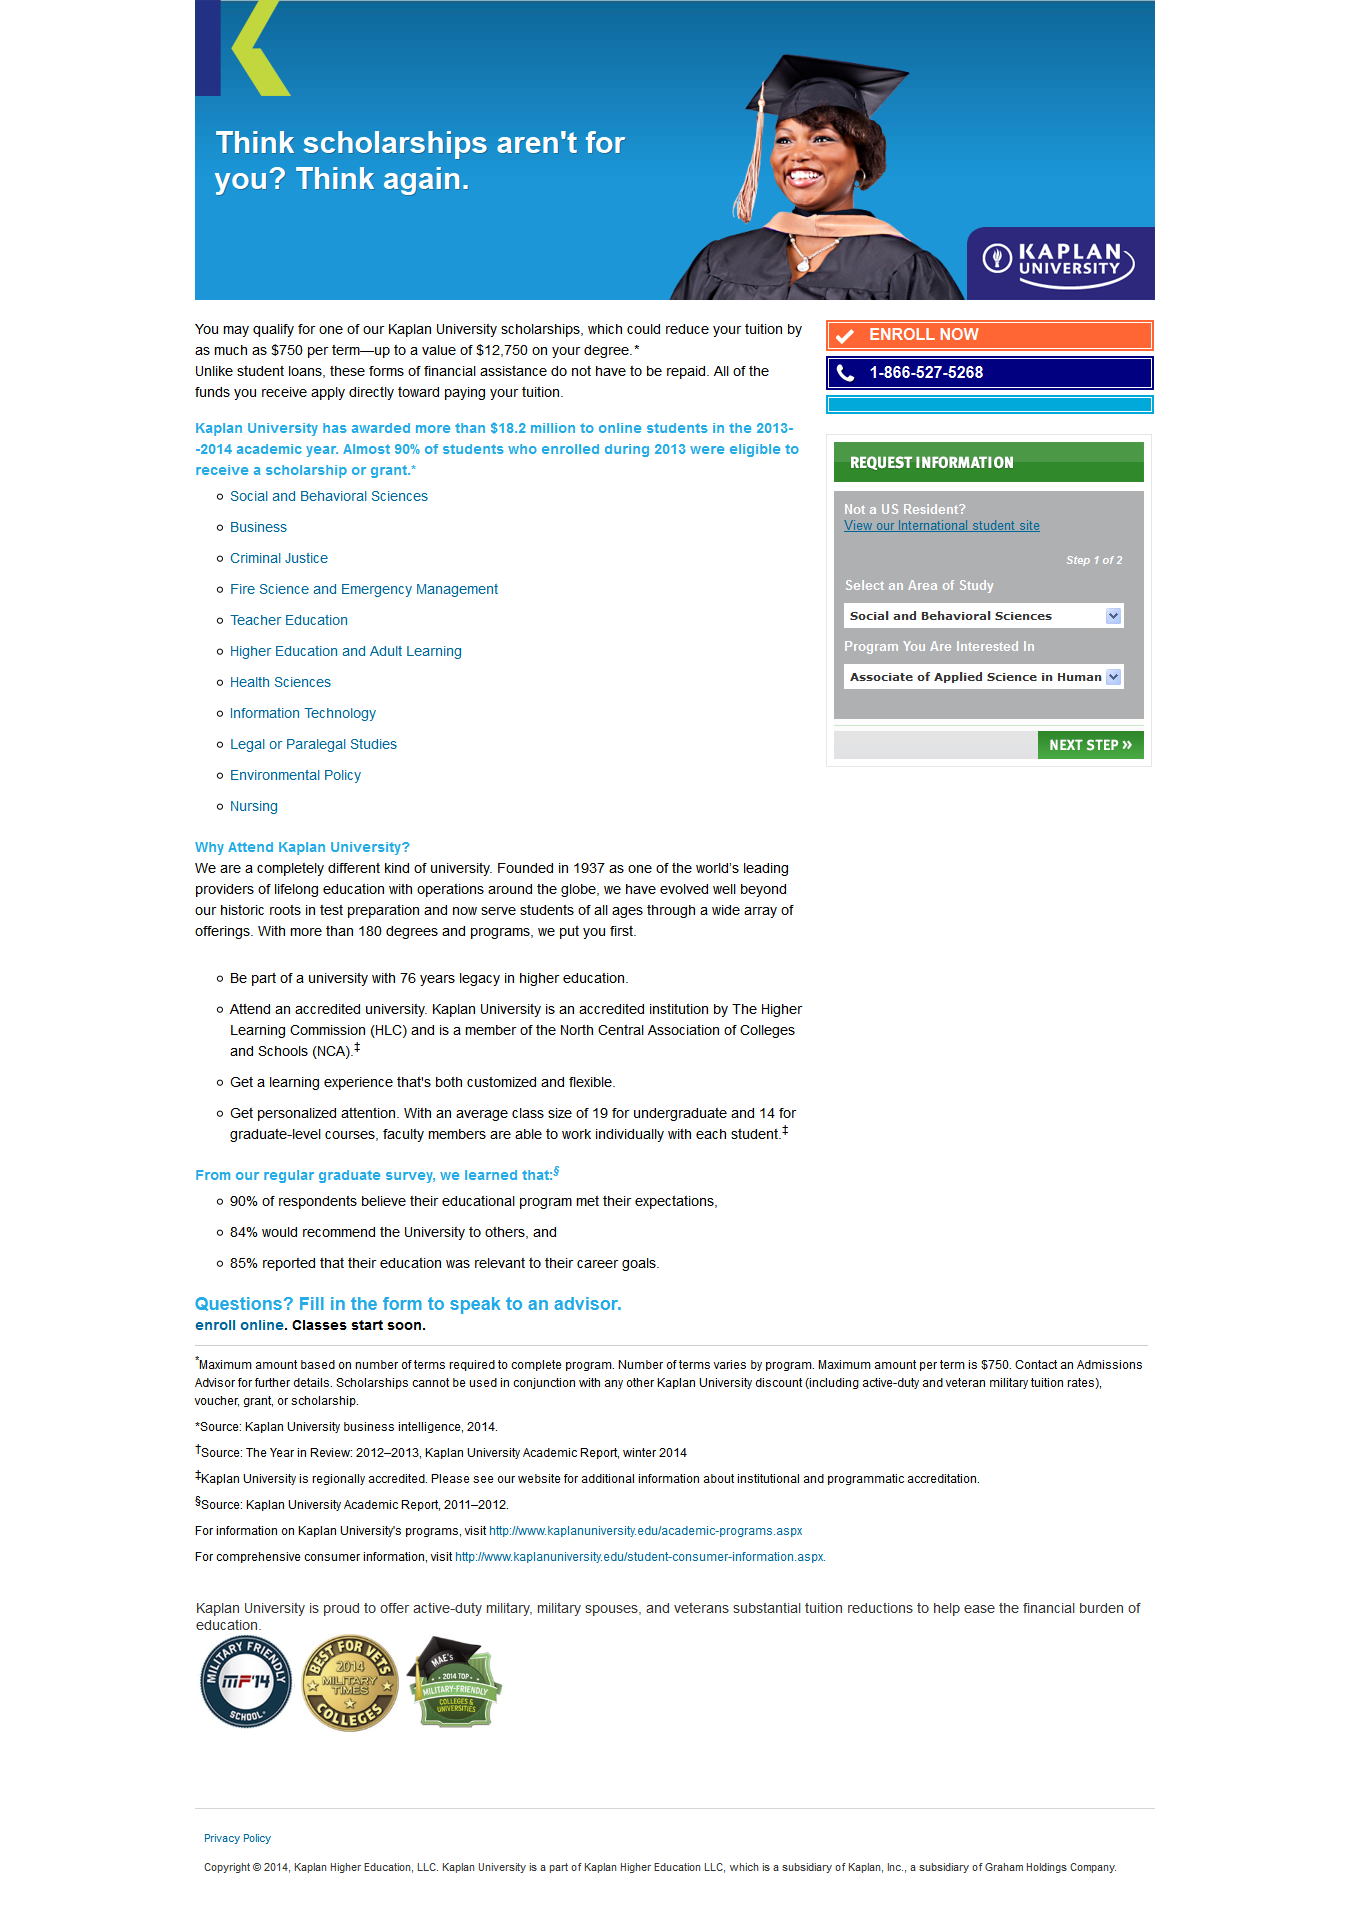 Think scholarships aren't for
you? Think again.
KAPLAN
UNIVERSITY
You may qualify for one of our Kaplan University scholarships, which could reduce your tuition by
as much as $750 per term—up to a value of $12,750 on your degree.*
Unlike student loans, these forms of financial assistance do not have to be repaid. All of the
funds you receive apply directly toward paying your tuition.
Kaplan University has awarded more than $18.2 million to online students in the 2013-
-2014 academic year. Almost 90% of students who enrolled during 2013 were eligible to
receive a scholarship or grant.*
Social and Behavioral Sciences
Business
Criminal Justice
Fire Science and Emergency Management
Teacher Education
Higher Education and Adult Learning
Health Sciences
Information Technology
Legal or Paralegal Studies
Environmental Policy
Nursing
Why Attend Kaplan University?
We are a completely different kind of university. Founded in 1937 as one of the world's leading
providers of lifelong education with operations around the globe, we have evolved well beyond
our historic roots in test preparation and now serve students of all ages through a wide array of
offerings. With more than 180 degrees and programs, we put you first.
Be part of a university with 76 years legacy in higher education.
Attend an accredited university. Kaplan University is an accredited institution by The Higher
Learning Commission (HLC) and is a member of the North Central Association of Colleges
and Schools (NCA).‡
Get a learning experience that's both customized and flexible.
Get personalized attention. With an average class size of 19 for undergraduate and 14 for
graduate-level courses, faculty members are able to work individually with each student.‡
From our regular graduate survey, we learned that:§
90% of respondents believe their educational program met their expectations,
84% would recommend the University to others, and
85% reported that their education was relevant to their career goals.
Questions? Fill in the form to speak to an advisor.
enroll online. Classes start soon.
ENROLL NOW
1-866-527-5268
REQUEST INFORMATION
Not a US Resident?
View our International student site
Step 1 of 2
Select an Area of Study
Social and Behavioral Sciences
Program You Are Interested In
Associate of Applied Science in Human
NEXT STEP »
*Maximum amount based on number of terms required to complete program. Number of terms varies by program. Maximum amount per term is $750. Contact an Admissions
Advisor for further details. Scholarships cannot be used in conjunction with any other Kaplan University discount (including active-duty and veteran military tuition rates),
voucher, grant, or scholarship.
*Source: Kaplan University business intelligence, 2014.
†Source: The Year in Review: 2012–2013, Kaplan University Academic Report, winter 2014
‡Kaplan University is regionally accredited. Please see our website for additional information about institutional and programmatic accreditation.
§Source: Kaplan University Academic Report, 2011–2012.
For information on Kaplan University's programs, visit http://www.kaplanuniversity.edu/academic-programs.aspx
For comprehensive consumer information, visit http://www.kaplanuniversity.edu/student-consumer-information.aspx.
Kaplan University is proud to offer active-duty military, military spouses, and veterans substantial tuition reductions to help ease the financial burden of
education.
MILITARY FRIENDLY
MF'14
SCHOOL®
BEST FOR VETS
2014
MILITARY
TIMES
COLLEGES
MAE's
2014 TOP
MILITARY-FRIENDLY
COLLEGES &
UNIVERSITIES
Privacy Policy
Copyright © 2014, Kaplan Higher Education, LLC. Kaplan University is a part of Kaplan Higher Education LLC, which is a subsidiary of Kaplan, Inc., a subsidiary of Graham Holdings Company.